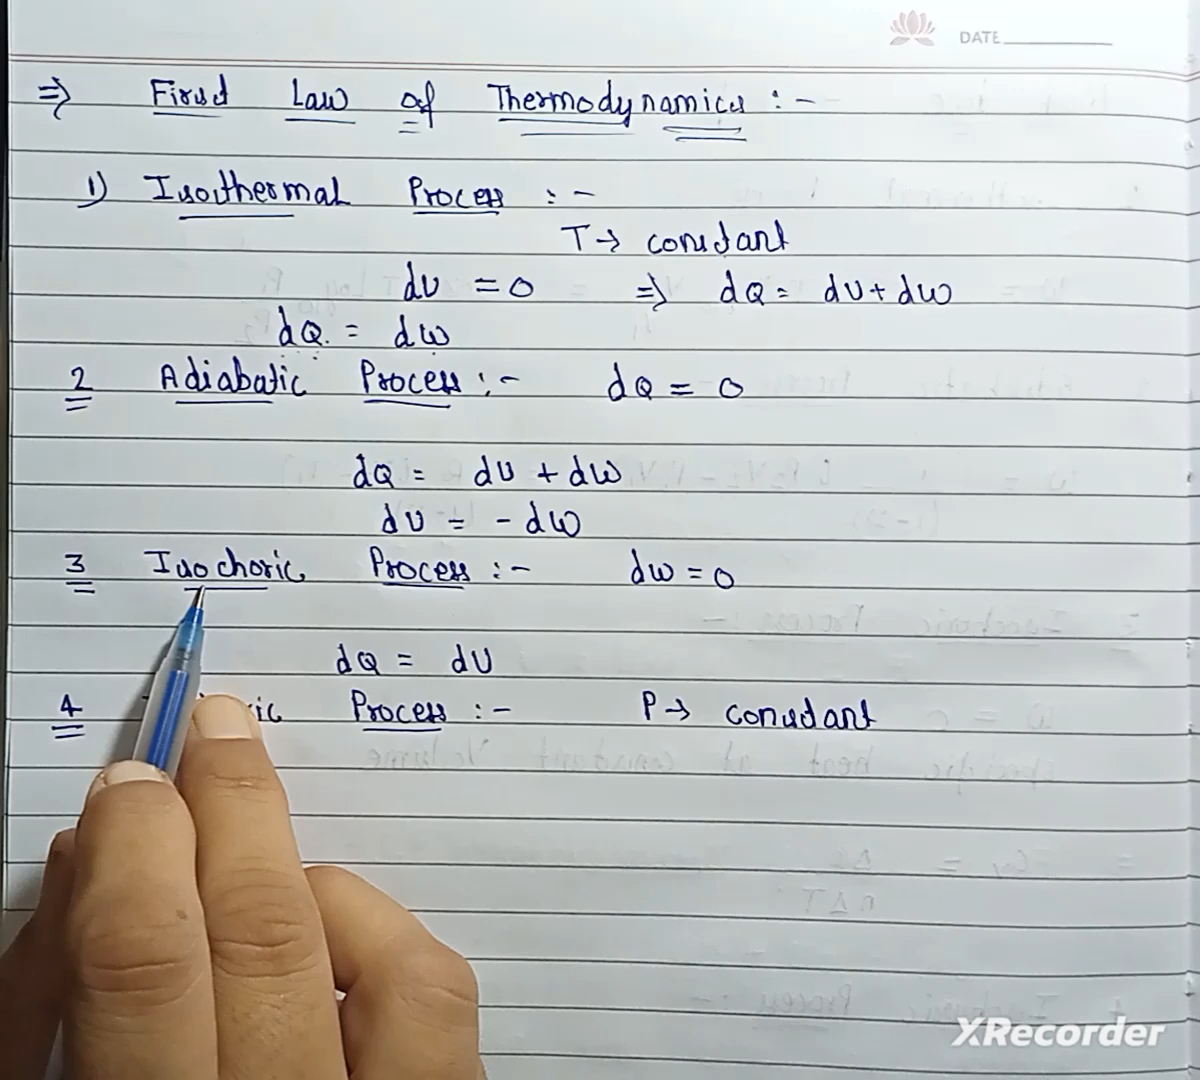 DATE
⇒ First Law of Thermodynamics :-
1) Isothermal Process :-
T → constant
dU = 0 ⇒ dQ = dU + dW
dQ = dW
2 Adiabatic Process :- dQ = 0
dQ = dU + dW
dU = - dW
3 Isochoric Process :- dW = 0
dQ = dU
4 Process :- P → constant
XRecorder